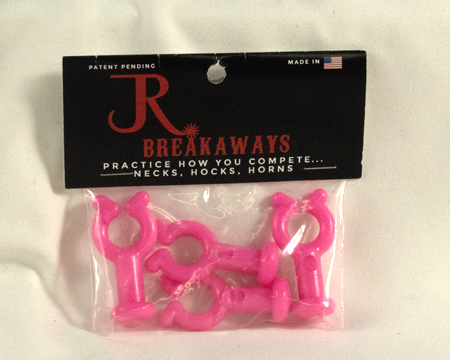 PATENT PENDING
MADE IN
JR
BREAKAWAYS
PRACTICE HOW YOU COMPETE...
NECKS, HOCKS, HORNS